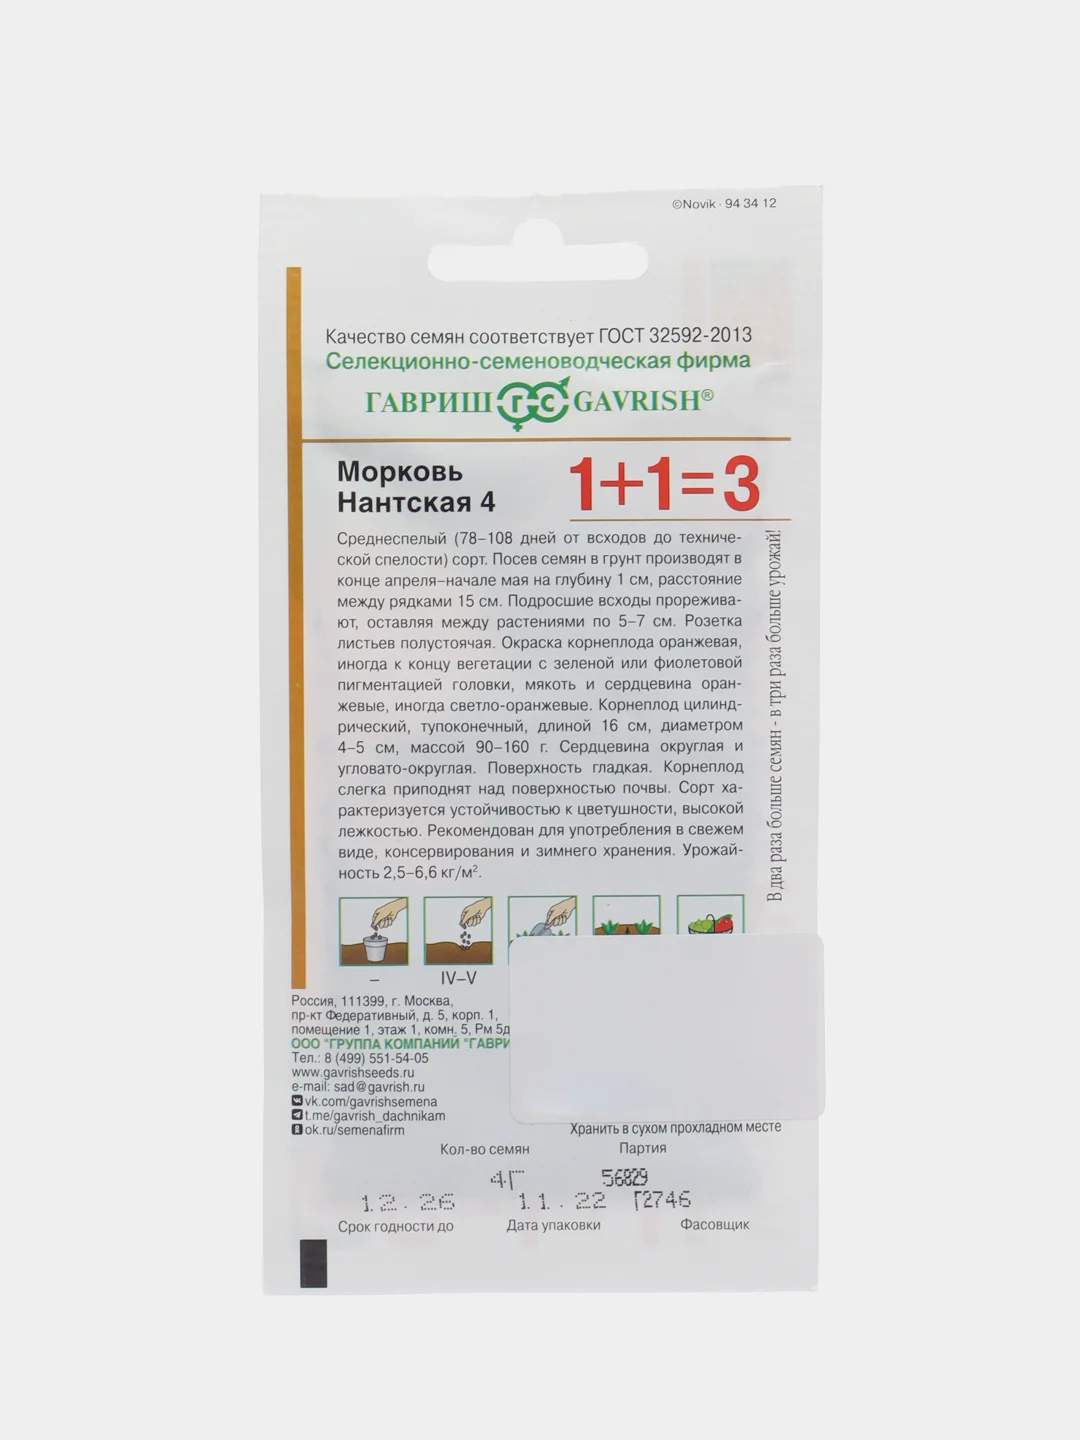 ©Novik · 94 34 12
Качество семян соответствует ГОСТ 32592-2013
Селекционно-семеноводческая фирма
ГАВРИШ ГС GAVRISH®
Морковь
Нантская 4
1+1=3
Среднеспелый (78–108 дней от всходов до техниче-
ской спелости) сорт. Посев семян в грунт производят в
конце апреля–начале мая на глубину 1 см, расстояние
между рядками 15 см. Подросшие всходы прорежива-
ют, оставляя между растениями по 5–7 см. Розетка
листьев полустоячая. Окраска корнеплода оранжевая,
иногда к концу вегетации с зеленой или фиолетовой
пигментацией головки, мякоть и сердцевина оран-
жевые, иногда светло-оранжевые. Корнеплод цилинд-
рический, тупоконечный, длиной 16 см, диаметром
4–5 см, массой 90–160 г. Сердцевина округлая и
угловато-округлая. Поверхность гладкая. Корнеплод
слегка приподнят над поверхностью почвы. Сорт ха-
рактеризуется устойчивостью к цветушности, высокой
лежкостью. Рекомендован для употребления в свежем
виде, консервирования и зимнего хранения. Урожай-
ность 2,5–6,6 кг/м².
В два раза больше семян - в три раза больше урожай!
– IV–V
Россия, 111399, г. Москва,
пр-кт Федеративный, д. 5, корп. 1,
помещение 1, этаж 1, комн. 5, Рм 5д
ООО "ГРУППА КОМПАНИЙ "ГАВРИ
Тел.: 8 (499) 551-54-05
www.gavrishseeds.ru
e-mail: sad@gavrish.ru
vk.com/gavrishsemena
t.me/gavrish_dachnikam
ok.ru/semenafirm
Хранить в сухом прохладном месте
Кол-во семян Партия
4Г 56829
12.26 11.22 Г2746
Срок годности до Дата упаковки Фасовщик